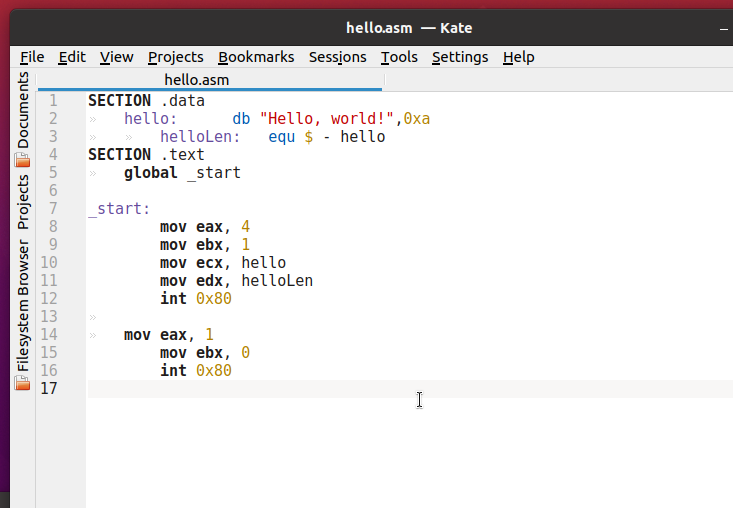 hello.asm — Kate
File Edit View Projects Bookmarks Sessions Tools Settings Help
hello.asm
Documents
Projects
Filesystem Browser
1 SECTION .data
2 » hello: db "Hello, world!",0xa
3 » » helloLen: equ $ - hello
4 SECTION .text
5 » global _start
6
7 _start:
8 mov eax, 4
9 mov ebx, 1
10 mov ecx, hello
11 mov edx, helloLen
12 int 0x80
13 »
14 » mov eax, 1
15 mov ebx, 0
16 int 0x80
17